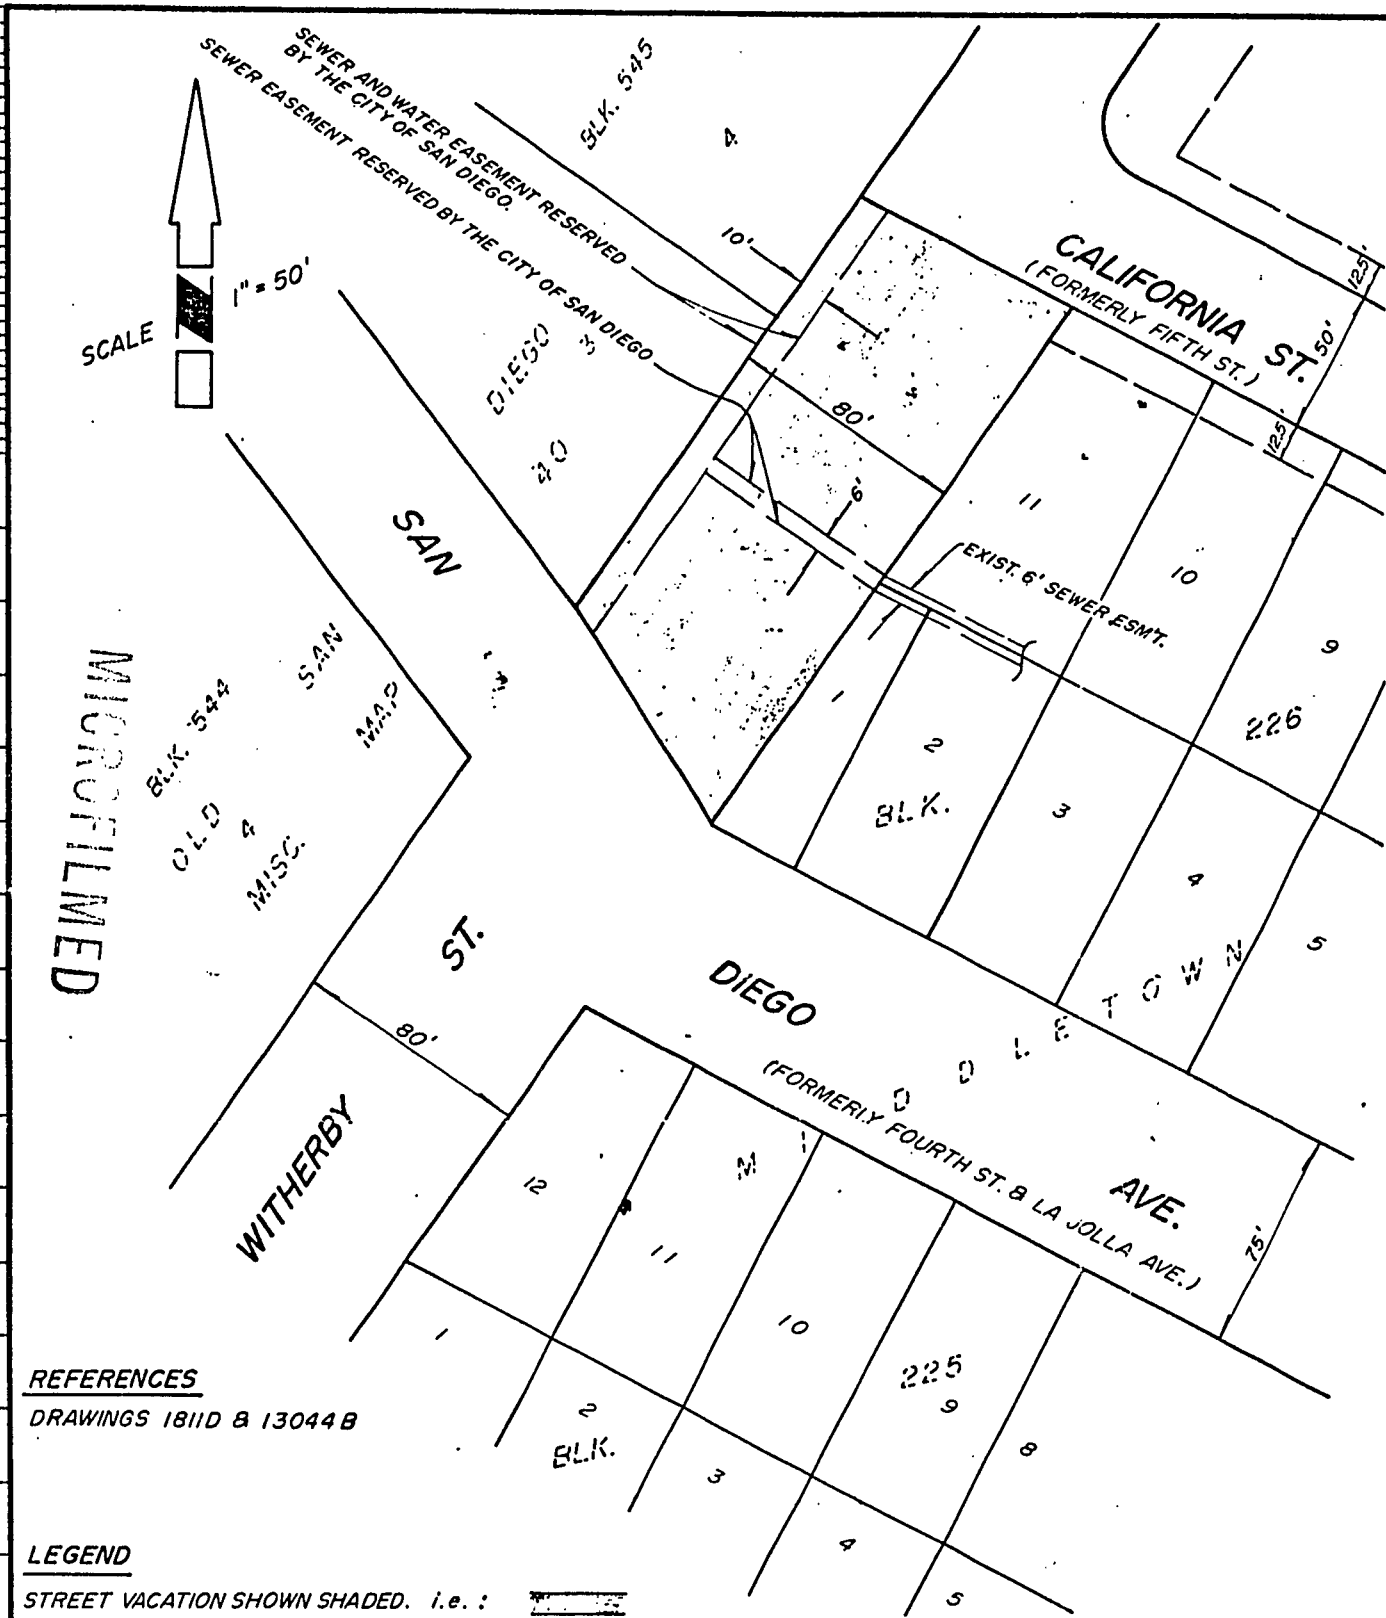 SEWER AND WATER EASEMENT RESERVED
BY THE CITY OF SAN DIEGO.
SEWER EASEMENT RESERVED BY THE CITY OF SAN DIEGO
BLK. 545
4
10'
SCALE
1" = 50'
CALIFORNIA ST.
(FORMERLY FIFTH ST.)
12.5'
50'
12.5'
DIEGO
3
40
80'
6'
11
10
9
EXIST. 6' SEWER ESM'T.
SAN
226
1
2
BLK.
3
4
5
MICROFILMED
BLK. 544
SAN
MAP
OLD
4
MISC.
ST.
DIEGO
MIDDLETOWN
(FORMERLY FOURTH ST. & LA JOLLA AVE.)
AVE.
75'
80'
WITHERBY
12
11
10
225
9
8
1
2
BLK.
3
4
5
REFERENCES
DRAWINGS 1811D & 13044B
LEGEND
STREET VACATION SHOWN SHADED. i.e. :